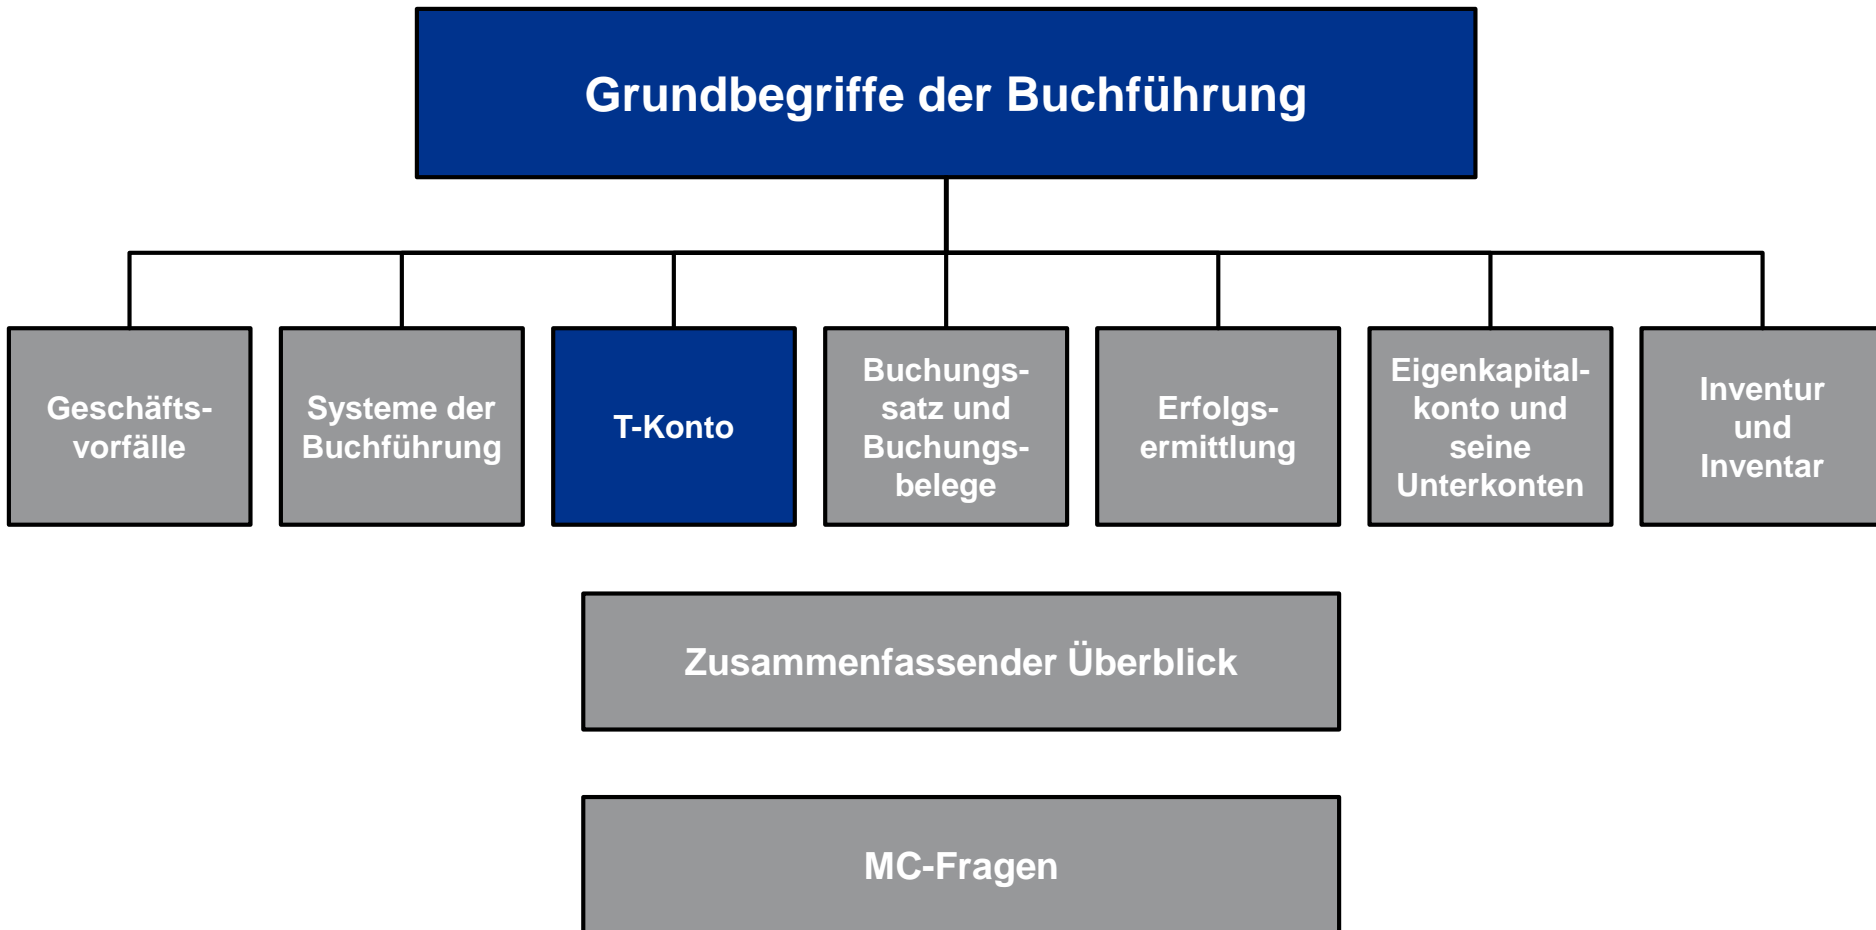 Grundbegriffe der Buchführung
Geschäfts-
vorfälle
Systeme der
Buchführung
T-Konto
Buchungs-
satz und
Buchungs-
belege
Erfolgs-
ermittlung
Eigenkapital-
konto und
seine
Unterkonten
Inventur
und
Inventar
Zusammenfassender Überblick
MC-Fragen